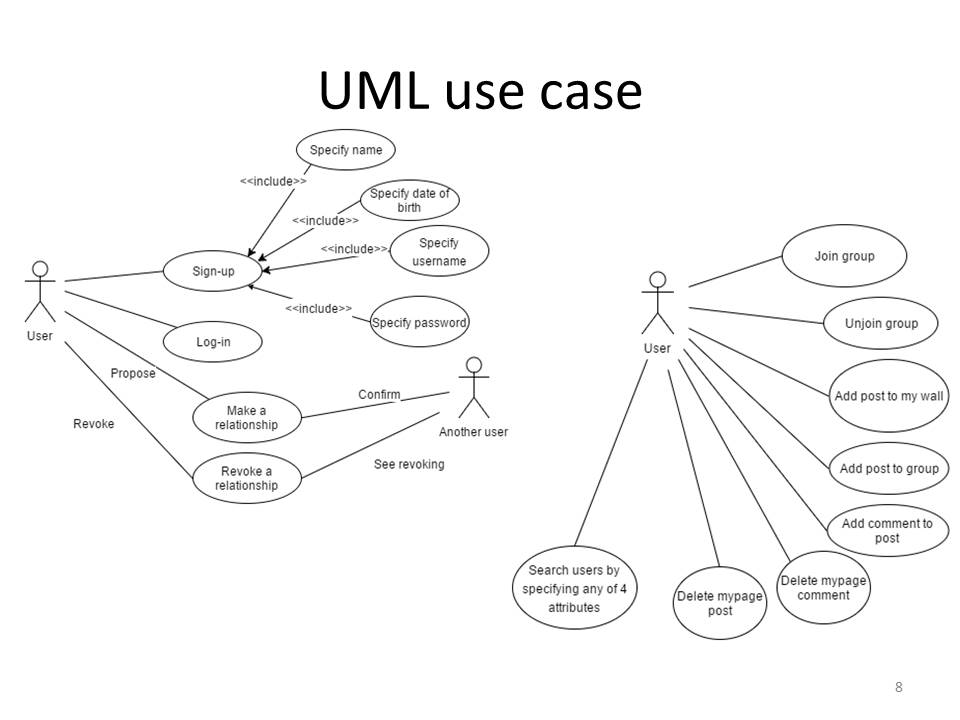 UML use case
Specify name
<<include>>
Specify date of
birth
<<include>>
Specify
username
<<include>>
Sign-up
<<include>>
Specify password
User
Log-in
Propose
Make a
relationship
Confirm
Another user
Revoke
Revoke a
relationship
See revoking
Join group
Unjoin group
User
Add post to my wall
Add post to group
Add comment to
post
Search users by
specifying any of 4
attributes
Delete mypage
post
Delete mypage
comment
8